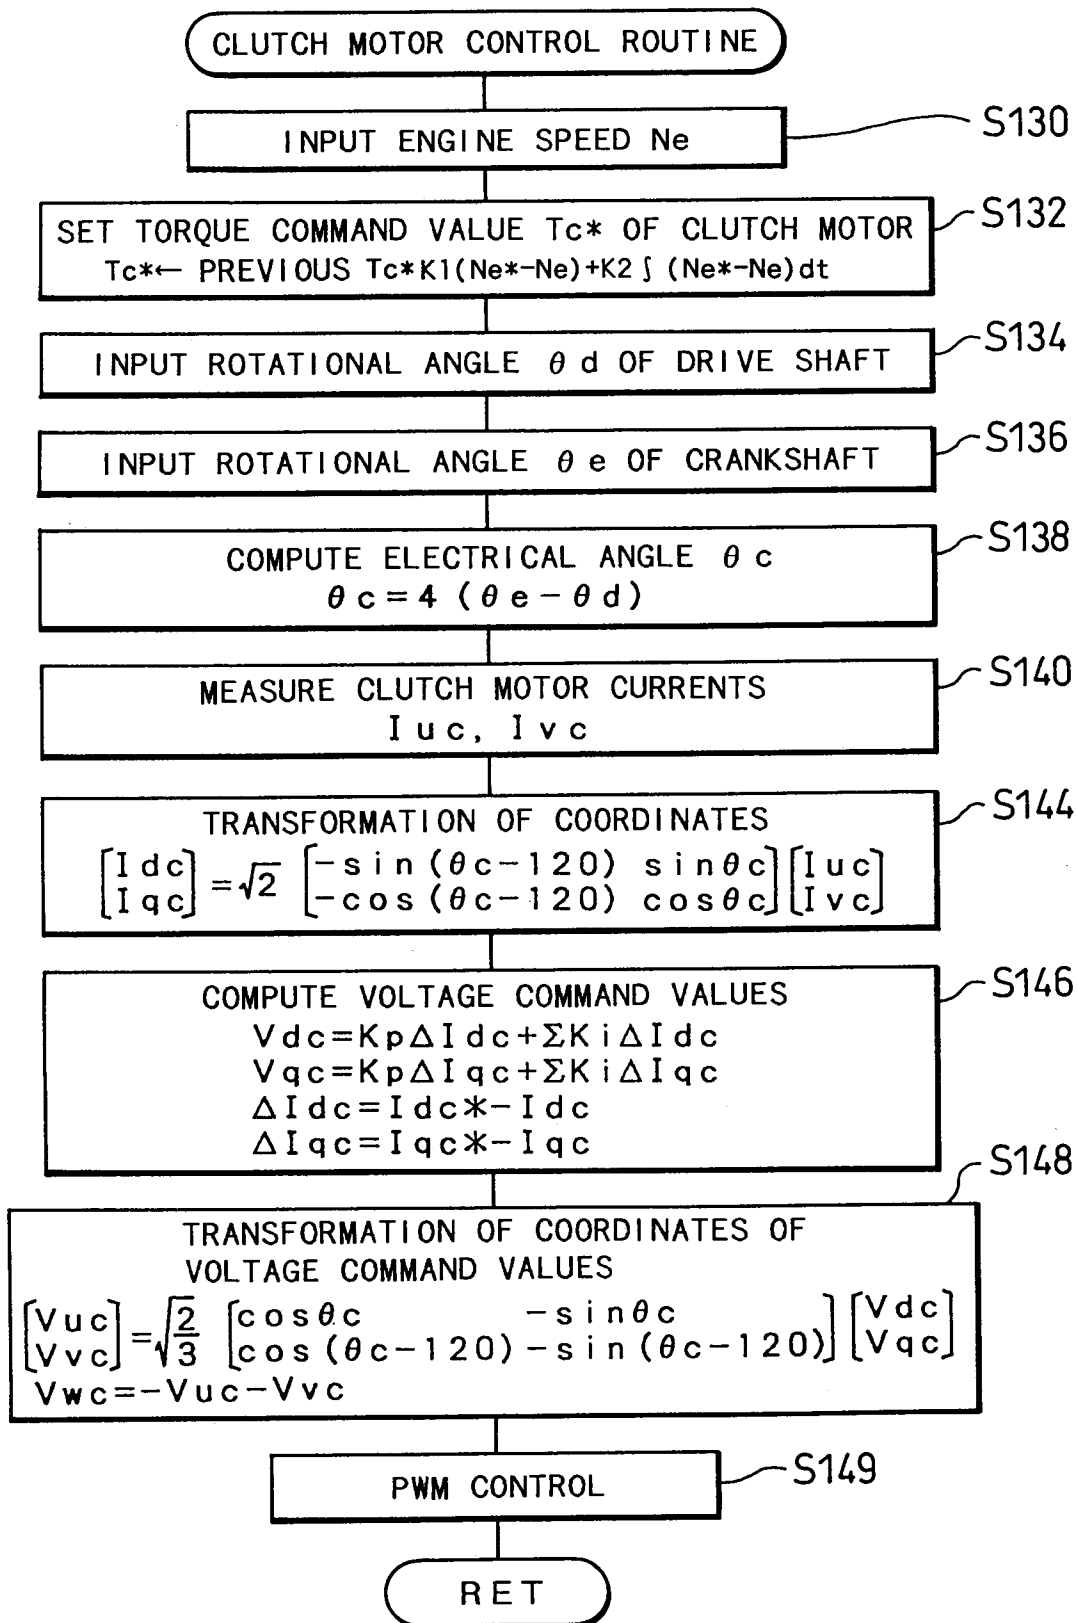 CLUTCH MOTOR CONTROL ROUTINE
INPUT ENGINE SPEED Ne
S130
SET TORQUE COMMAND VALUE Tc* OF CLUTCH MOTOR
Tc*← PREVIOUS Tc*K1(Ne*-Ne)+K2∫(Ne*-Ne)dt
S132
INPUT ROTATIONAL ANGLE θd OF DRIVE SHAFT
S134
INPUT ROTATIONAL ANGLE θe OF CRANKSHAFT
S136
COMPUTE ELECTRICAL ANGLE θc
θc=4(θe-θd)
S138
MEASURE CLUTCH MOTOR CURRENTS
Iuc, Ivc
S140
TRANSFORMATION OF COORDINATES
[Idc] =√2 [-sin(θc-120) sinθc] [Iuc]
[Iqc] [-cos(θc-120) cosθc] [Ivc]
S144
COMPUTE VOLTAGE COMMAND VALUES
Vdc=KpΔIdc+ΣKiΔIdc
Vqc=KpΔIqc+ΣKiΔIqc
ΔIdc=Idc*-Idc
ΔIqc=Iqc*-Iqc
S146
TRANSFORMATION OF COORDINATES OF
VOLTAGE COMMAND VALUES
[Vuc] =√2/3 [cosθc -sinθc] [Vdc]
[Vvc] [cos(θc-120) -sin(θc-120)] [Vqc]
Vwc=-Vuc-Vvc
S148
PWM CONTROL
S149
RET